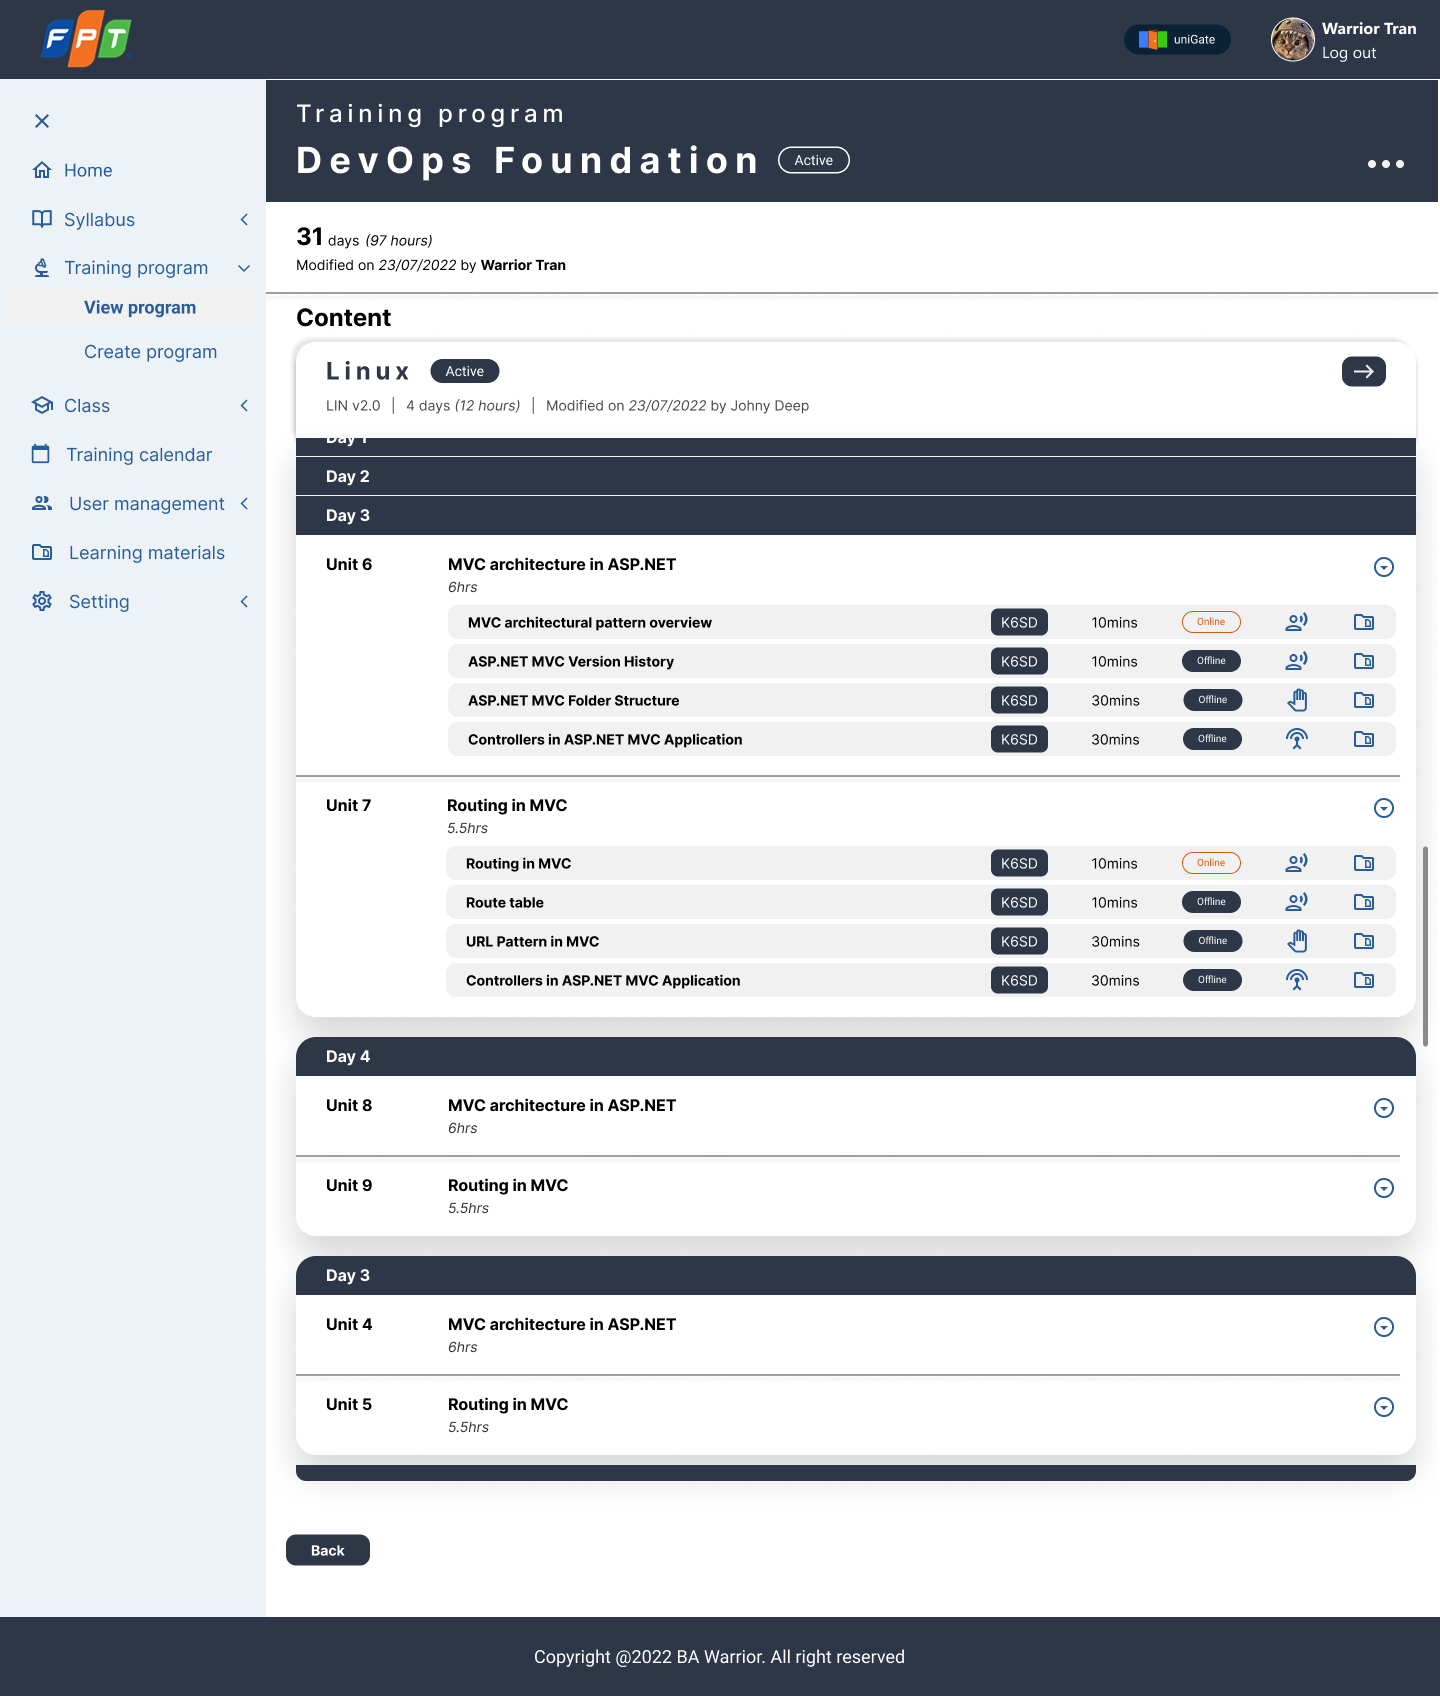 FPT
uniGate
Warrior Tran
Log out
Home
Syllabus
Training program
View program
Create program
Class
Training calendar
User management
Learning materials
Setting
Training program
DevOps Foundation Active
31 days (97 hours)
Modified on 23/07/2022 by Warrior Tran
Content
Linux Active
LIN v2.0 | 4 days (12 hours) | Modified on 23/07/2022 by Johny Deep
Day 1
Day 2
Day 3
Unit 6 MVC architecture in ASP.NET
6hrs
MVC architectural pattern overview K6SD 10mins Online
ASP.NET MVC Version History K6SD 10mins Offline
ASP.NET MVC Folder Structure K6SD 30mins Offline
Controllers in ASP.NET MVC Application K6SD 30mins Offline
Unit 7 Routing in MVC
5.5hrs
Routing in MVC K6SD 10mins Online
Route table K6SD 10mins Offline
URL Pattern in MVC K6SD 30mins Offline
Controllers in ASP.NET MVC Application K6SD 30mins Offline
Day 4
Unit 8 MVC architecture in ASP.NET
6hrs
Unit 9 Routing in MVC
5.5hrs
Day 3
Unit 4 MVC architecture in ASP.NET
6hrs
Unit 5 Routing in MVC
5.5hrs
Back
Copyright @2022 BA Warrior. All right reserved